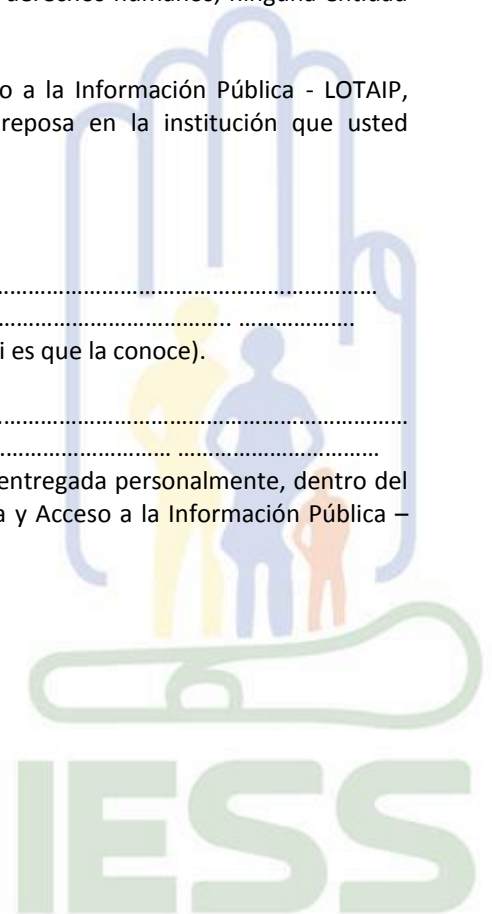 derechos humanos, ninguna entidad
o a la Información Pública - LOTAIP,
reposa en la institución que usted
……………………………………………………………
…………………………………….. ………………..
i es que la conoce).
…………………………………………………………………
…………………………… ………………………………
entregada personalmente, dentro del
a y Acceso a la Información Pública –
IESS